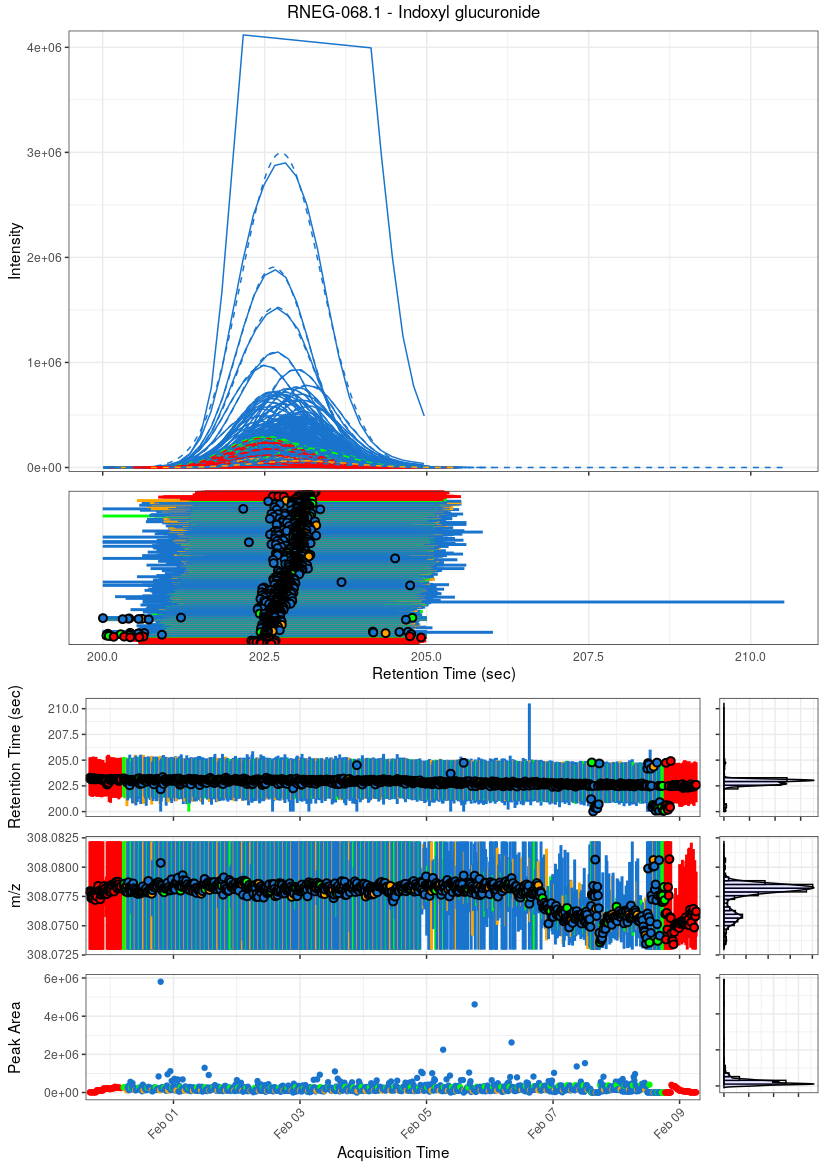 RNEG-068.1 - Indoxyl glucuronide
4e+06
3e+06
2e+06
1e+06
0e+00
Intensity
200.0
202.5
205.0
207.5
210.0
Retention Time (sec)
Retention Time (sec)
210.0
207.5
205.0
202.5
200.0
m/z
308.0825
308.0800
308.0775
308.0750
308.0725
Peak Area
6e+06
4e+06
2e+06
0e+00
Feb 01
Feb 03
Feb 05
Feb 07
Feb 09
Acquisition Time